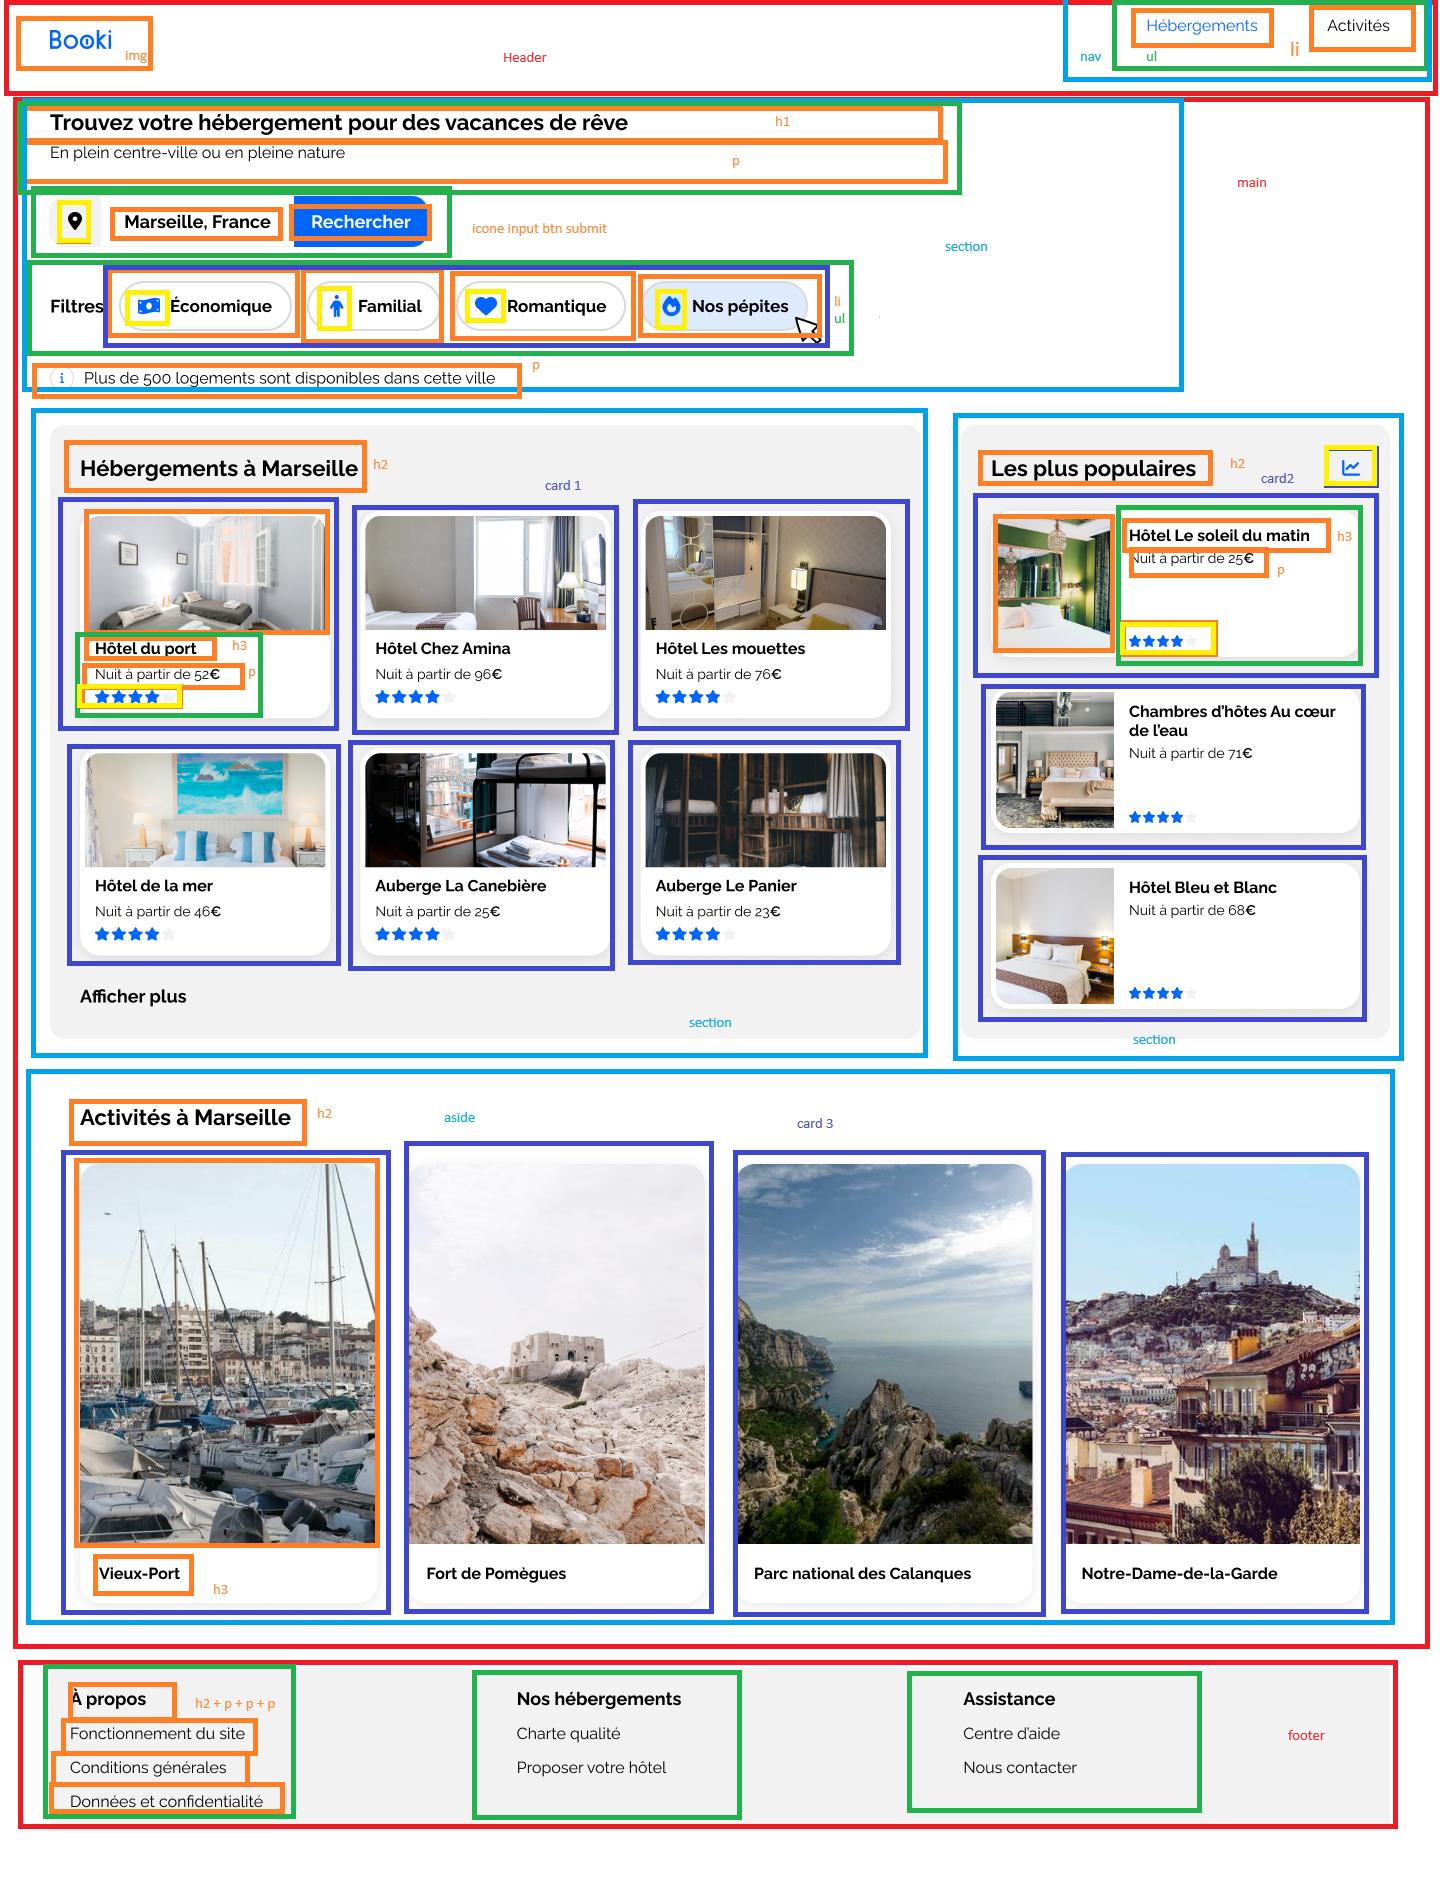 Booki
img
Header
nav
ul
Hébergements
li
Activités
Trouvez votre hébergement pour des vacances de rêve
h1
En plein centre-ville ou en pleine nature
p
main
Marseille, France
Rechercher
icone input btn submit
section
Filtres
Économique
Familial
Romantique
Nos pépites
li
ul
p
Plus de 500 logements sont disponibles dans cette ville
Hébergements à Marseille
h2
card 1
Hôtel du port
h3
Nuit à partir de 52€
p
Hôtel Chez Amina
Nuit à partir de 96€
Hôtel Les mouettes
Nuit à partir de 76€
Hôtel de la mer
Nuit à partir de 46€
Auberge La Canebière
Nuit à partir de 25€
Auberge Le Panier
Nuit à partir de 23€
Afficher plus
section
Les plus populaires
h2
card2
Hôtel Le soleil du matin
h3
Nuit à partir de 25€
p
Chambres d'hôtes Au cœur
de l'eau
Nuit à partir de 71€
Hôtel Bleu et Blanc
Nuit à partir de 68€
section
Activités à Marseille
h2
aside
card 3
Vieux-Port
h3
Fort de Pomègues
Parc national des Calanques
Notre-Dame-de-la-Garde
À propos
h2 + p + p + p
Fonctionnement du site
Conditions générales
Données et confidentialité
Nos hébergements
Charte qualité
Proposer votre hôtel
Assistance
Centre d'aide
Nous contacter
footer